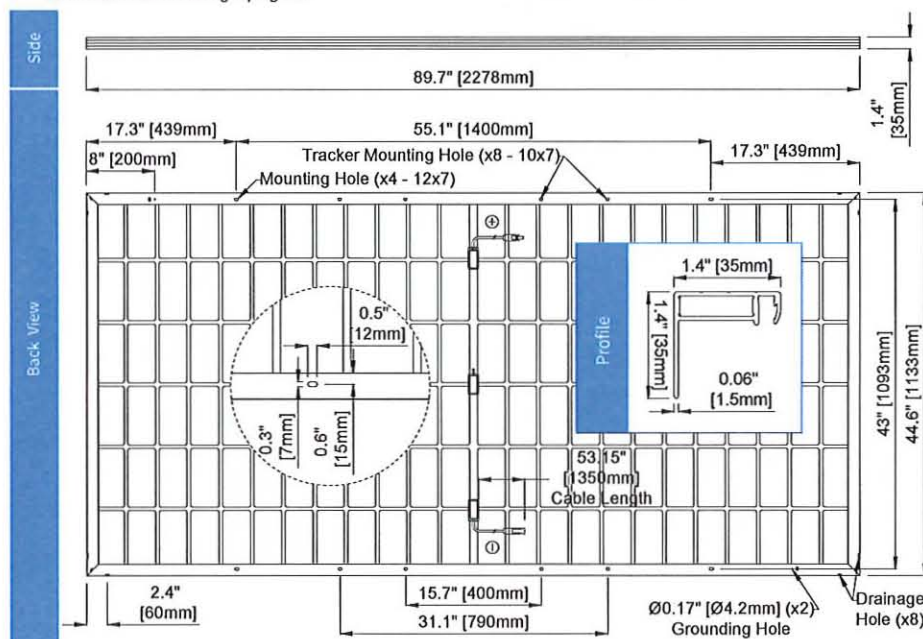 Side
89.7" [2278mm]
1.4"
[35mm]
17.3" [439mm]
55.1" [1400mm]
17.3" [439mm]
8" [200mm]
Tracker Mounting Hole (x8 - 10x7)
Mounting Hole (x4 - 12x7)
Back View
0.5"
[12mm]
0.3"
[7mm]
0.6"
[15mm]
Profile
1.4" [35mm]
1.4" [35mm]
0.06"
[1.5mm]
53.15"
[1350mm]
Cable Length
43" [1093mm]
44.6" [1133mm]
2.4"
[60mm]
15.7" [400mm]
31.1" [790mm]
Ø0.17" [Ø4.2mm] (x2)
Grounding Hole
Drainage
Hole (x8)